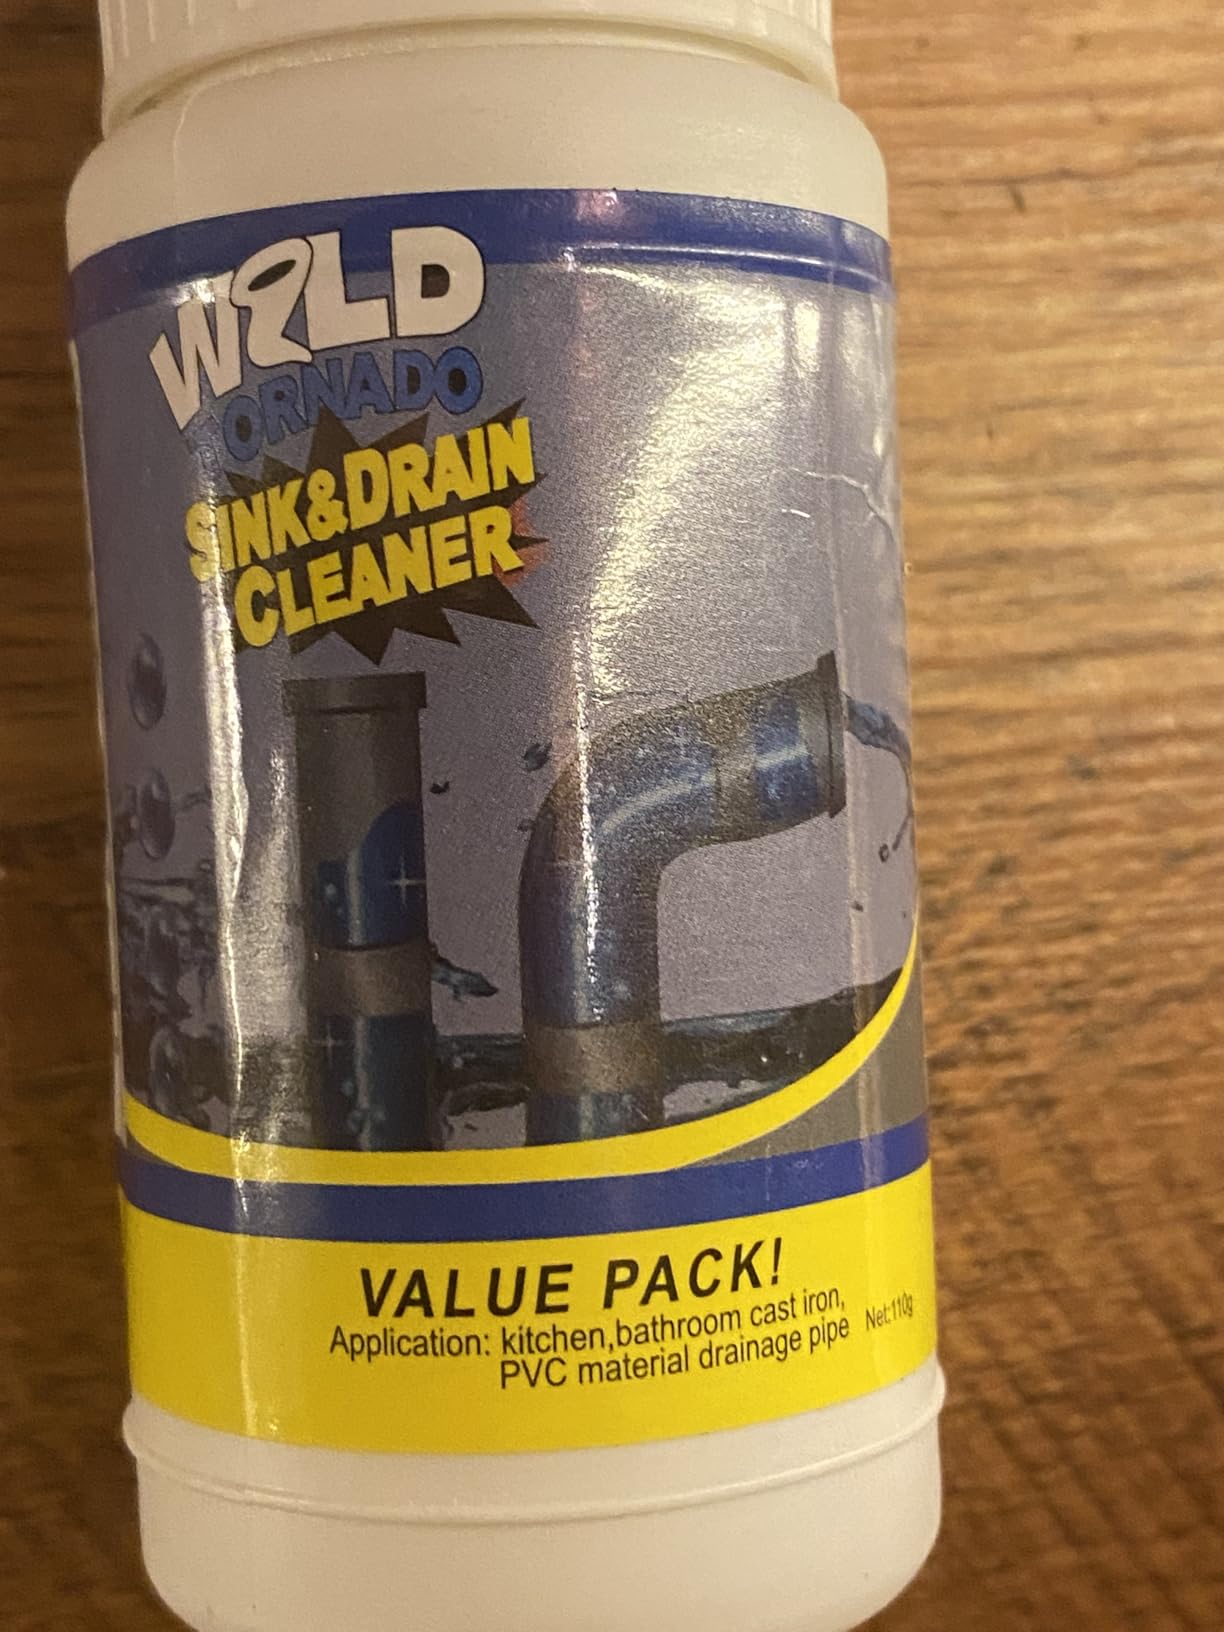 WILD
TORNADO
SINK&DRAIN
CLEANER
VALUE PACK!
Application: kitchen,bathroom cast iron,
PVC material drainage pipe
Net:110g